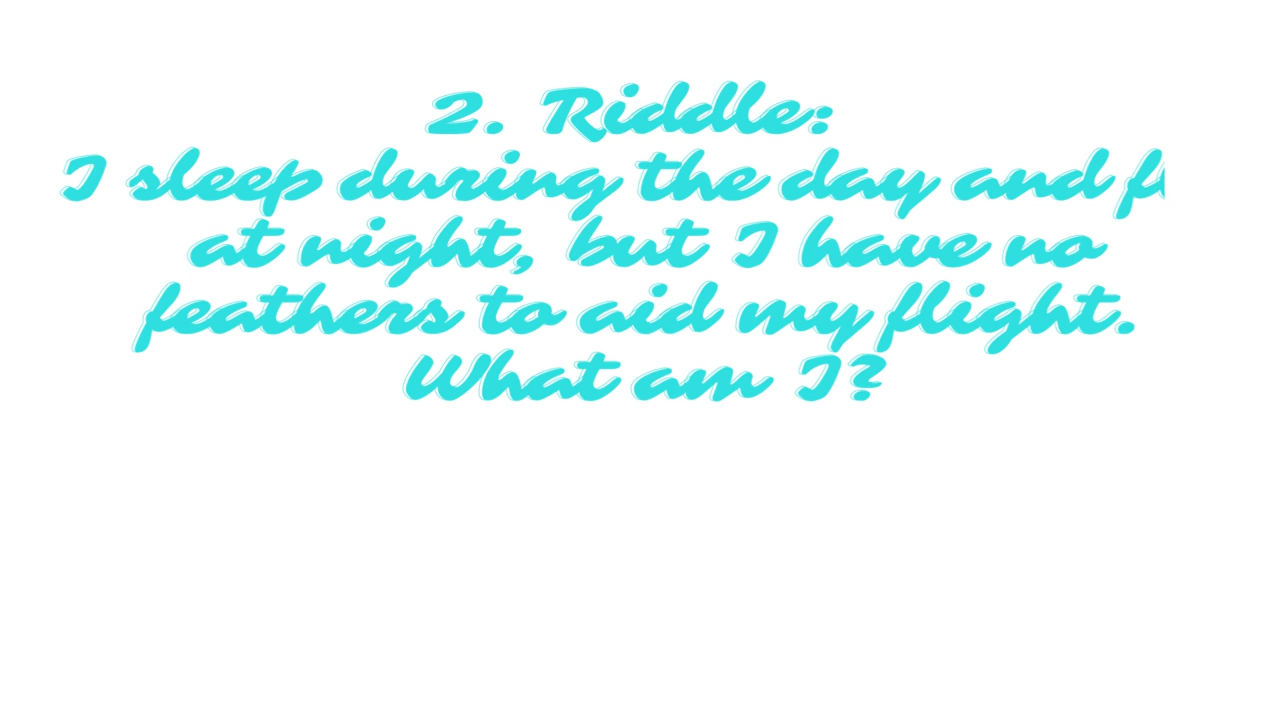 2. Riddle:
I sleep during the day and
at night, but I have no
feathers to aid my flight.
What am I?